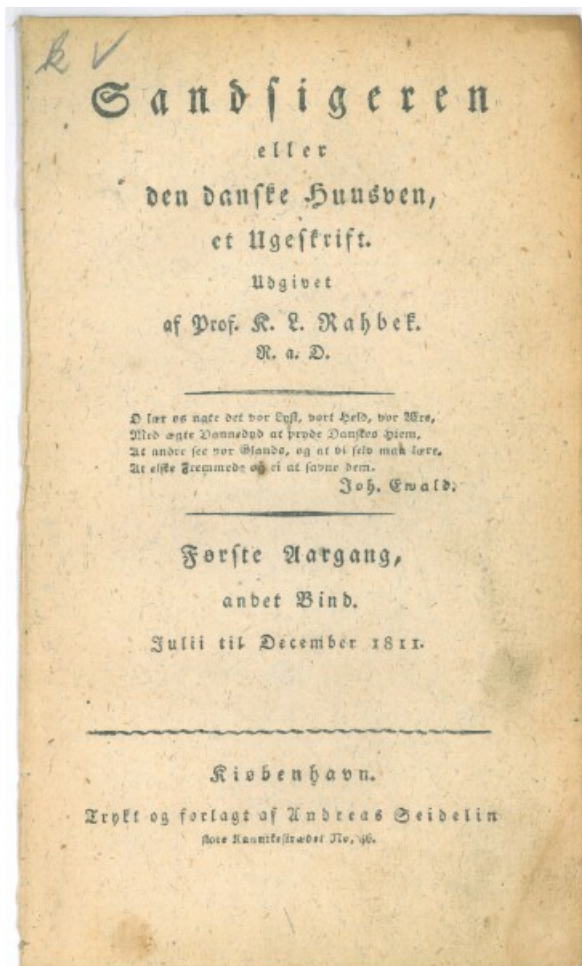 k V
Sandsigeren
eller
den danske Huusven,
et Ugeskrift.
Udgivet
af Prof. K. L. Rahbek.
R. a. D.
O lær os agte det vor Lyst, vort Held, vor Ære,
Med ægte Dannedyd at pryde Danskes Hiem,
At andre see vor Glands, og at vi selv maa lære,
At elske Fremmede og ei at savne dem.
Joh. Ewald.
Første Aargang,
andet Bind.
Julii til December 1811.
Kiøbenhavn.
Trykt og forlagt af Andreas Seidelin
store Kannikestrædet No. 46.